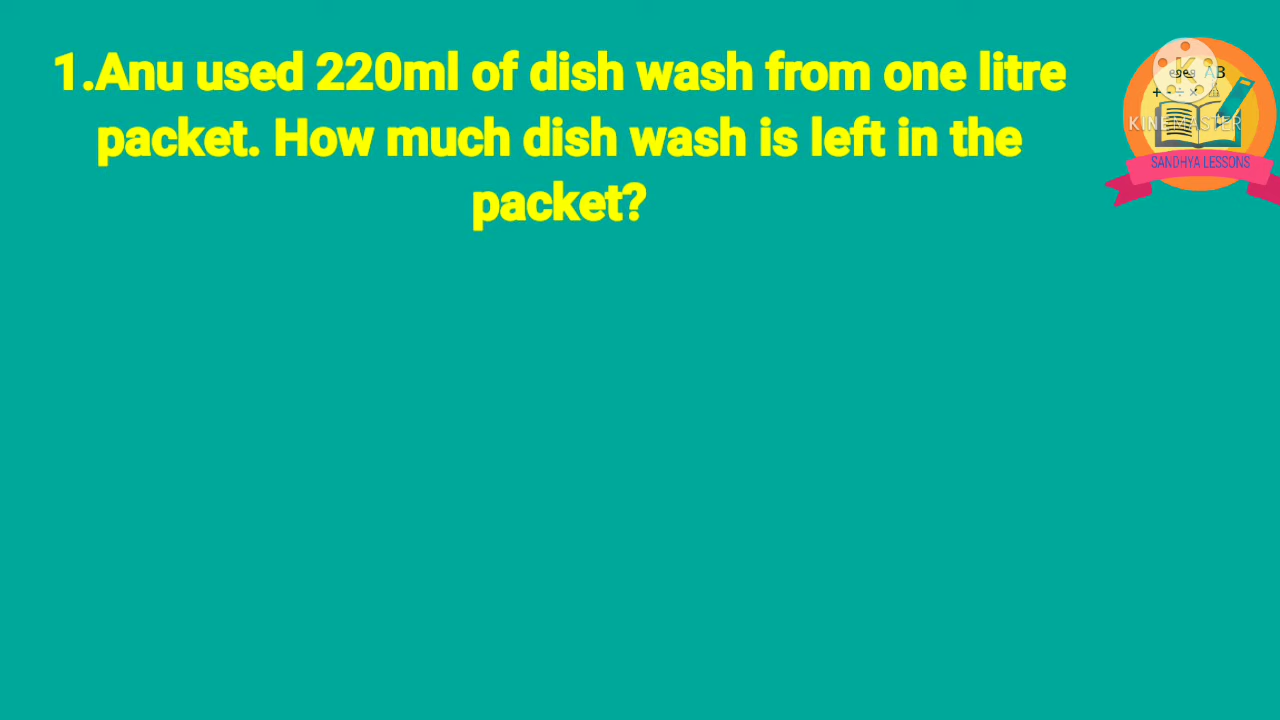 1.Anu used 220ml of dish wash from one litre
packet. How much dish wash is left in the
packet?
KINEMASTER
SANDHYA LESSONS